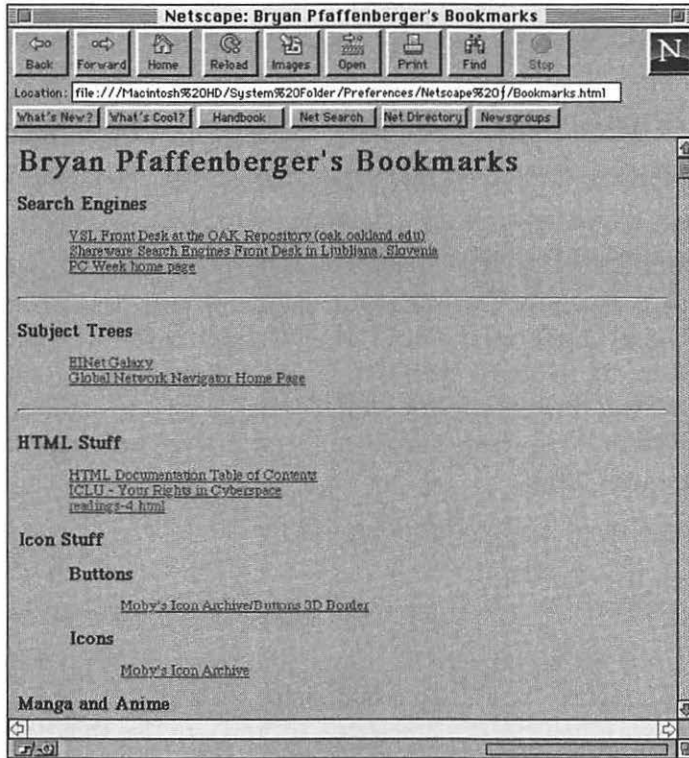 Netscape: Bryan Pfaffenberger's Bookmarks
Back Forward Home Reload Images Open Print Find Stop
N
Location: file:///Macintosh%20HD/System%20Folder/Preferences/Netscape%20ƒ/Bookmarks.html
What's New? What's Cool? Handbook Net Search Net Directory Newsgroups
Bryan Pfaffenberger's Bookmarks
Search Engines
VSL Front Desk at the OAK Repository (oak.oakland.edu)
Shareware Search Engines Front Desk in Ljubljana, Slovenia
PC Week home page
Subject Trees
EINet Galaxy
Global Network Navigator Home Page
HTML Stuff
HTML Documentation Table of Contents
ICLU - Your Rights in Cyberspace
readings-4.html
Icon Stuff
Buttons
Moby's Icon Archive/Buttons 3D Border
Icons
Moby's Icon Archive
Manga and Anime